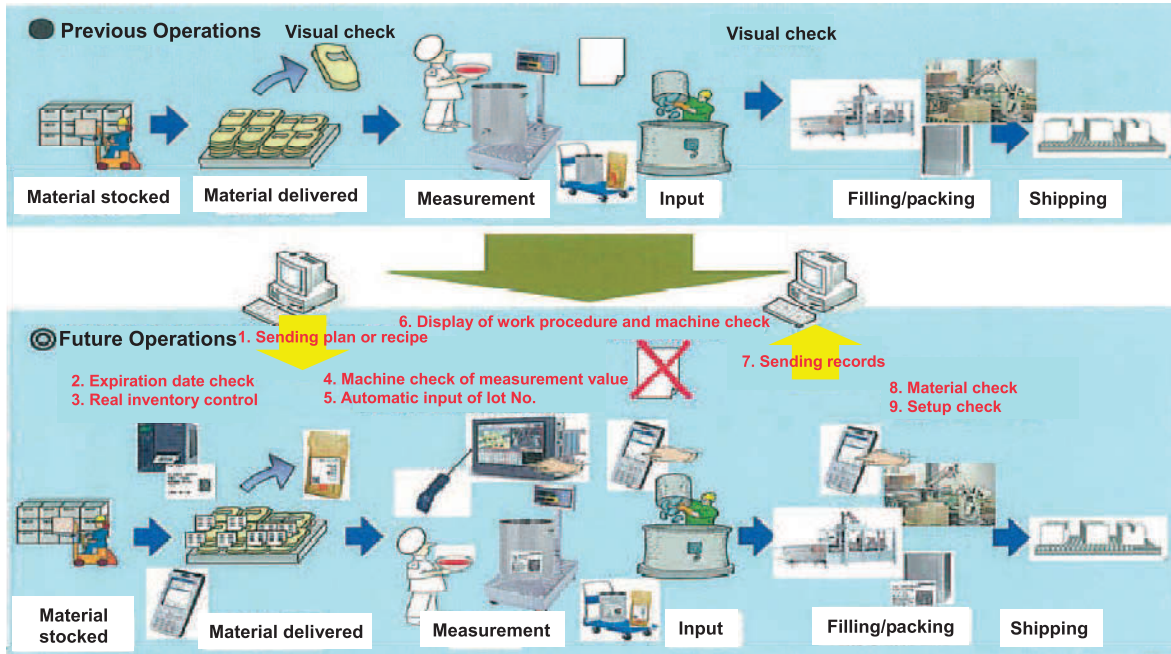 Previous Operations
Visual check
Visual check
Material stocked
Material delivered
Measurement
Input
Filling/packing
Shipping
Future Operations
1. Sending plan or recipe
6. Display of work procedure and machine check
7. Sending records
2. Expiration date check
3. Real inventory control
4. Machine check of measurement value
5. Automatic input of lot No.
8. Material check
9. Setup check
Material
stocked
Material delivered
Measurement
Input
Filling/packing
Shipping